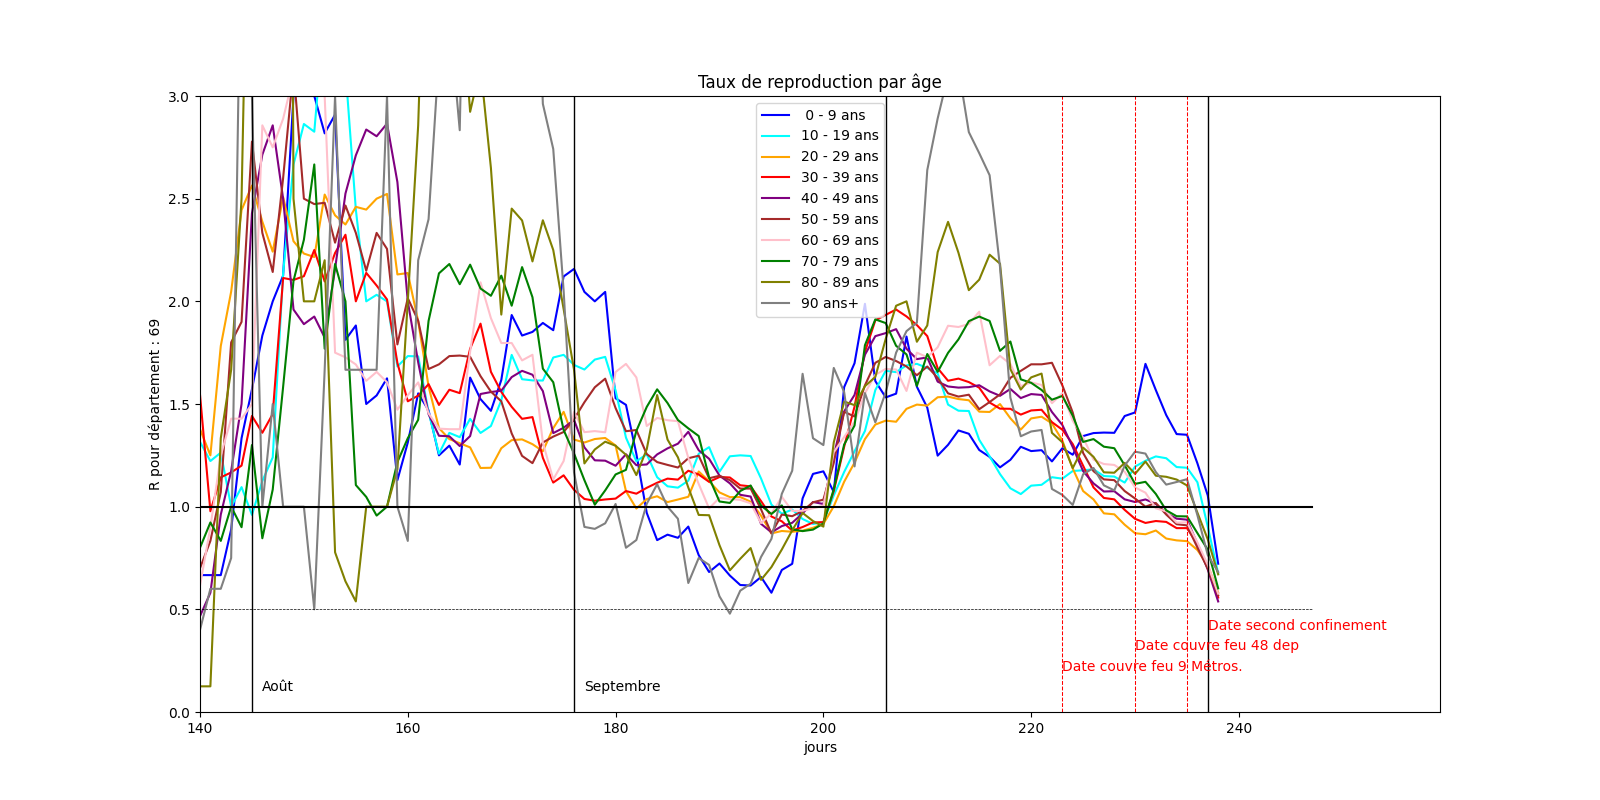 Taux de reproduction par âge
R pour département : 69
3.0
2.5
2.0
1.5
1.0
0.5
0.0
0 - 9 ans
10 - 19 ans
20 - 29 ans
30 - 39 ans
40 - 49 ans
50 - 59 ans
60 - 69 ans
70 - 79 ans
80 - 89 ans
90 ans+
Date second confinement
Date couvre feu 48 dep
Date couvre feu 9 Métros.
Août
Septembre
140
160
180
200
220
240
jours